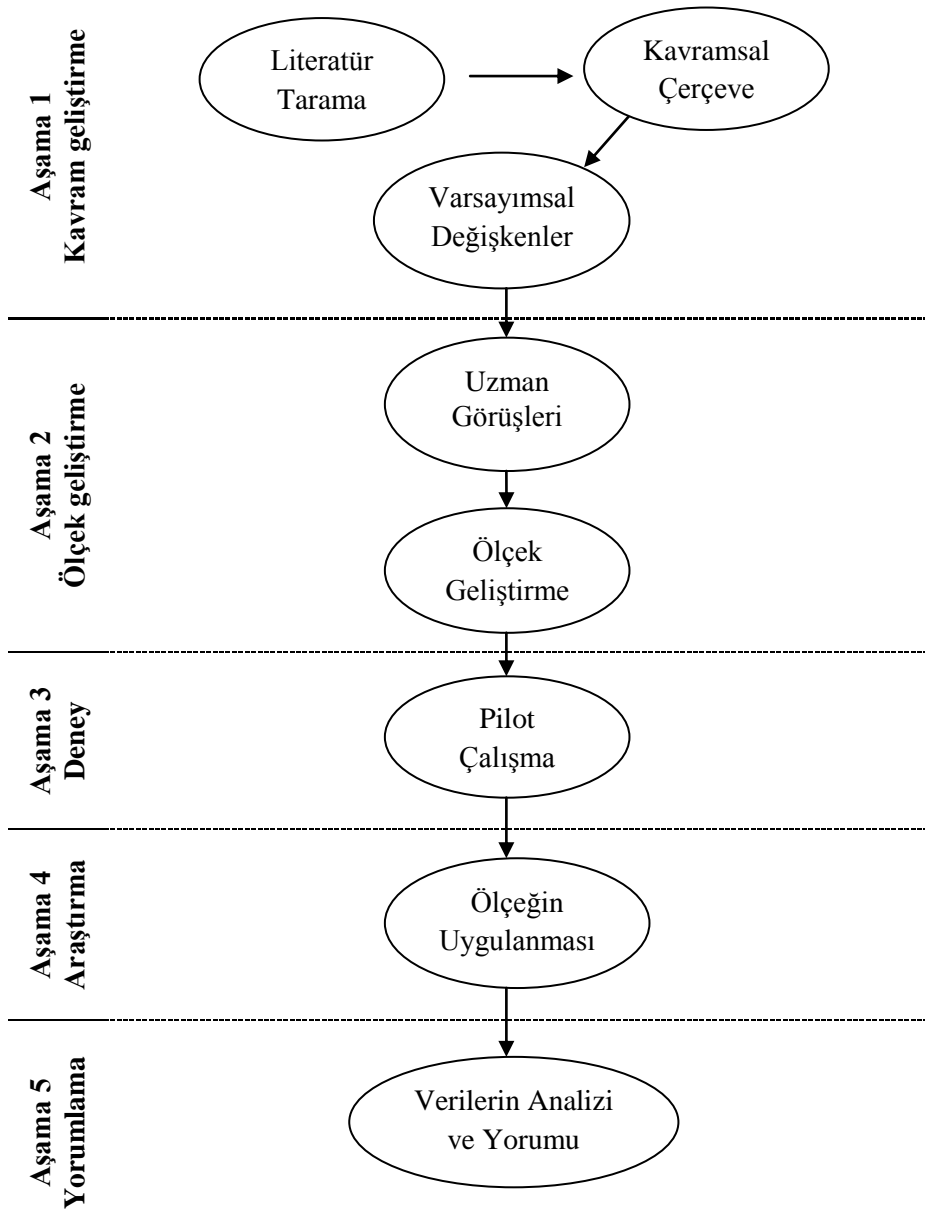 Aşama 1
Kavram geliştirme
Literatür
Tarama
Kavramsal
Çerçeve
Varsayımsal
Değişkenler
Aşama 2
Ölçek geliştirme
Uzman
Görüşleri
Ölçek
Geliştirme
Aşama 3
Deney
Pilot
Çalışma
Aşama 4
Araştırma
Ölçeğin
Uygulanması
Aşama 5
Yorumlama
Verilerin Analizi
ve Yorumu